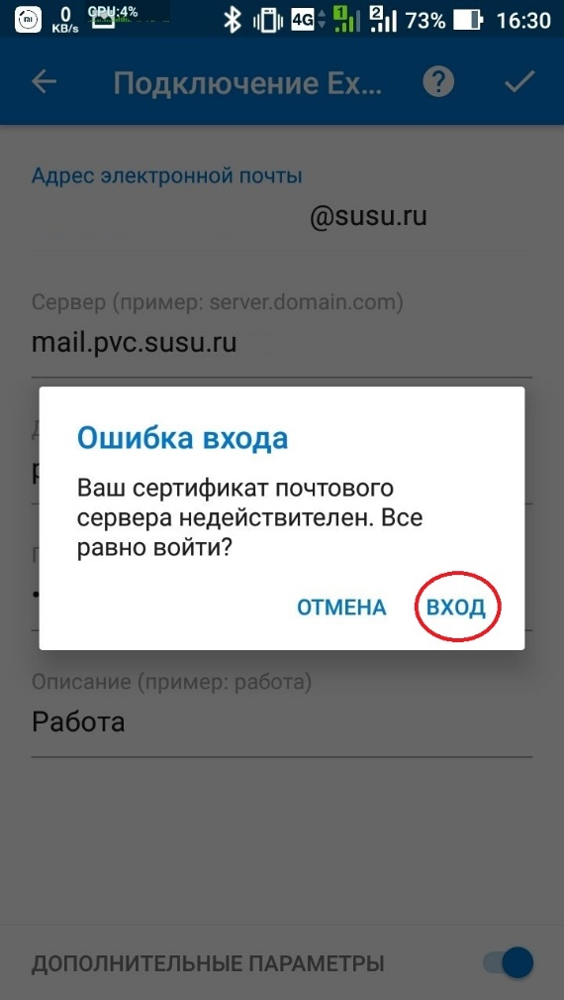 0
KB/s
CPU:4%
4G
1
2
73%
16:30
Подключение Ex...
?
Адрес электронной почты
@susu.ru
Сервер (пример: server.domain.com)
mail.pvc.susu.ru
Ошибка входа
Ваш сертификат почтового
сервера недействителен. Все
равно войти?
ОТМЕНА
ВХОД
Описание (пример: работа)
Работа
ДОПОЛНИТЕЛЬНЫЕ ПАРАМЕТРЫ